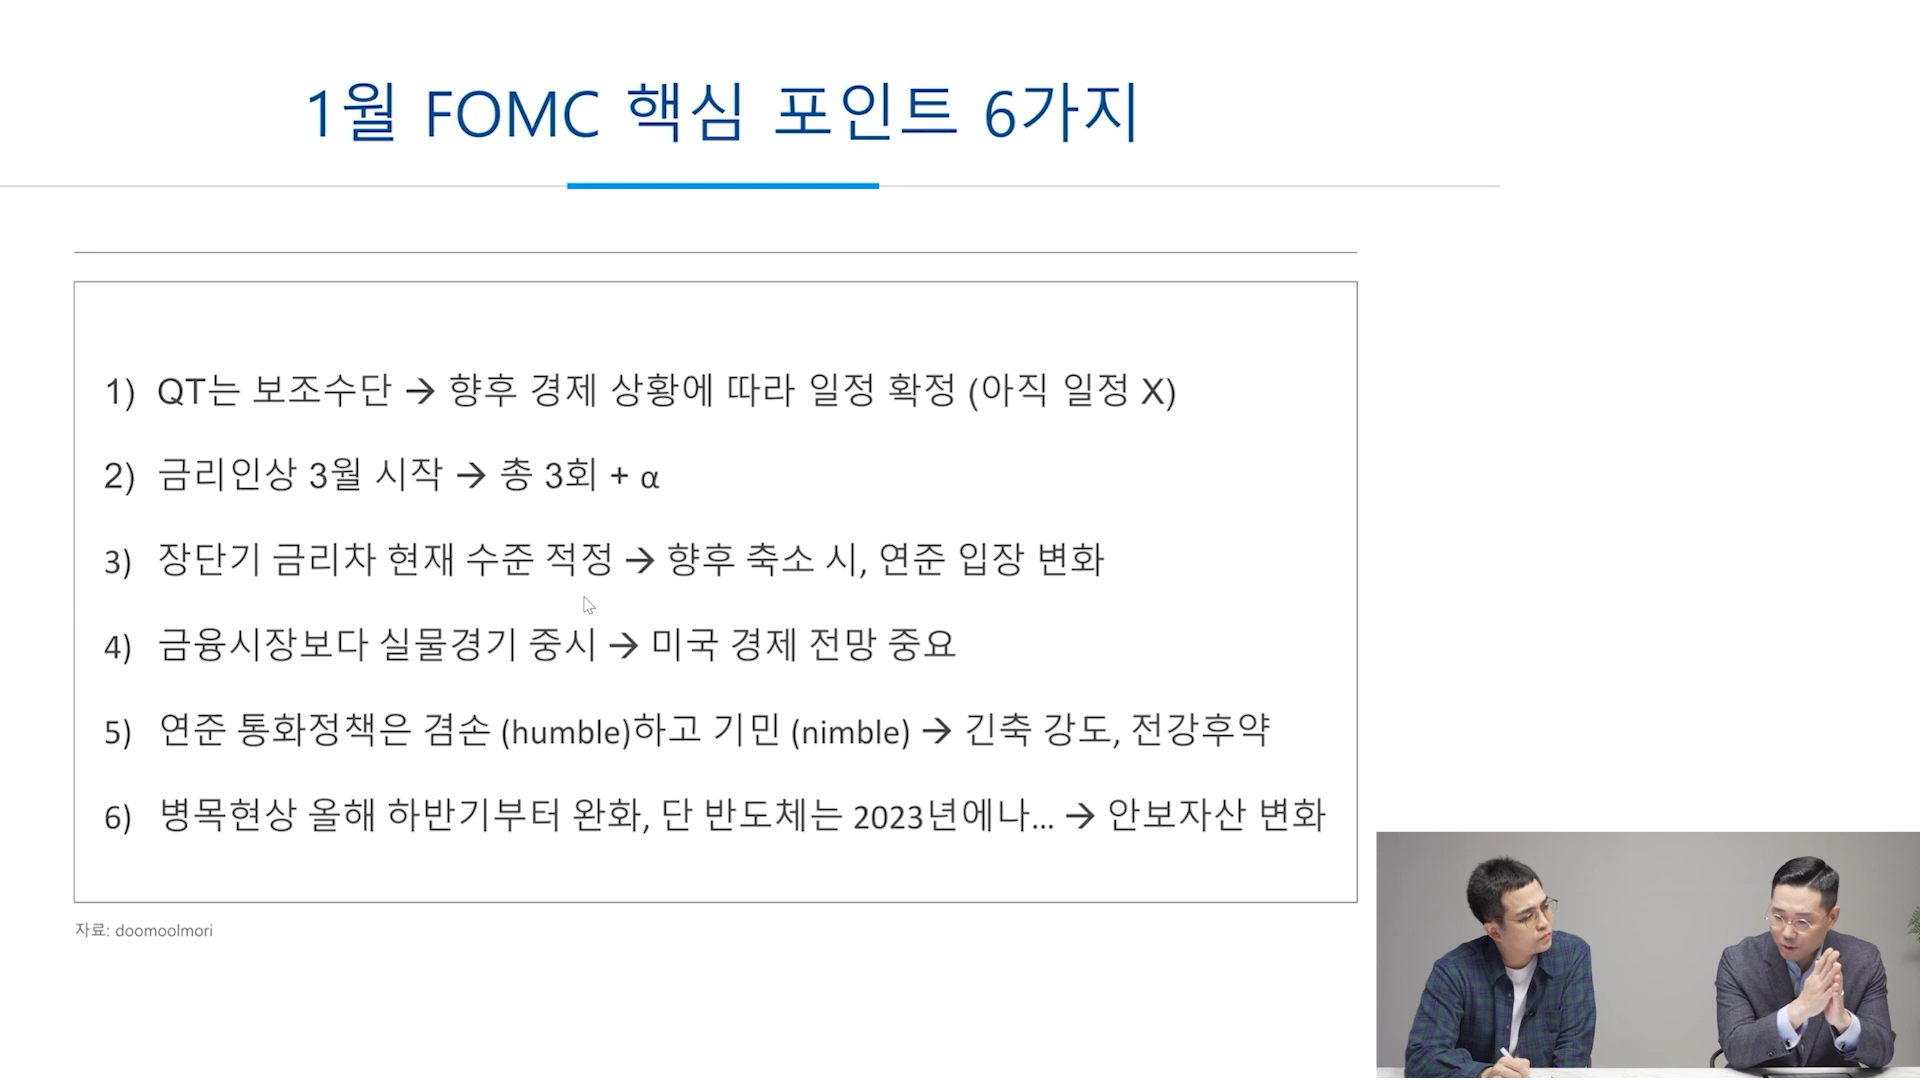 1월 FOMC 핵심 포인트 6가지
1) QT는 보조수단 → 향후 경제 상황에 따라 일정 확정 (아직 일정 X)
2) 금리인상 3월 시작 → 총 3회 + α
3) 장단기 금리차 현재 수준 적정 → 향후 축소 시, 연준 입장 변화
4) 금융시장보다 실물경기 중시 → 미국 경제 전망 중요
5) 연준 통화정책은 겸손 (humble)하고 기민 (nimble) → 긴축 강도, 전강후약
6) 병목현상 올해 하반기부터 완화, 단 반도체는 2023년에나... → 안보자산 변화
자료: doomoolmori